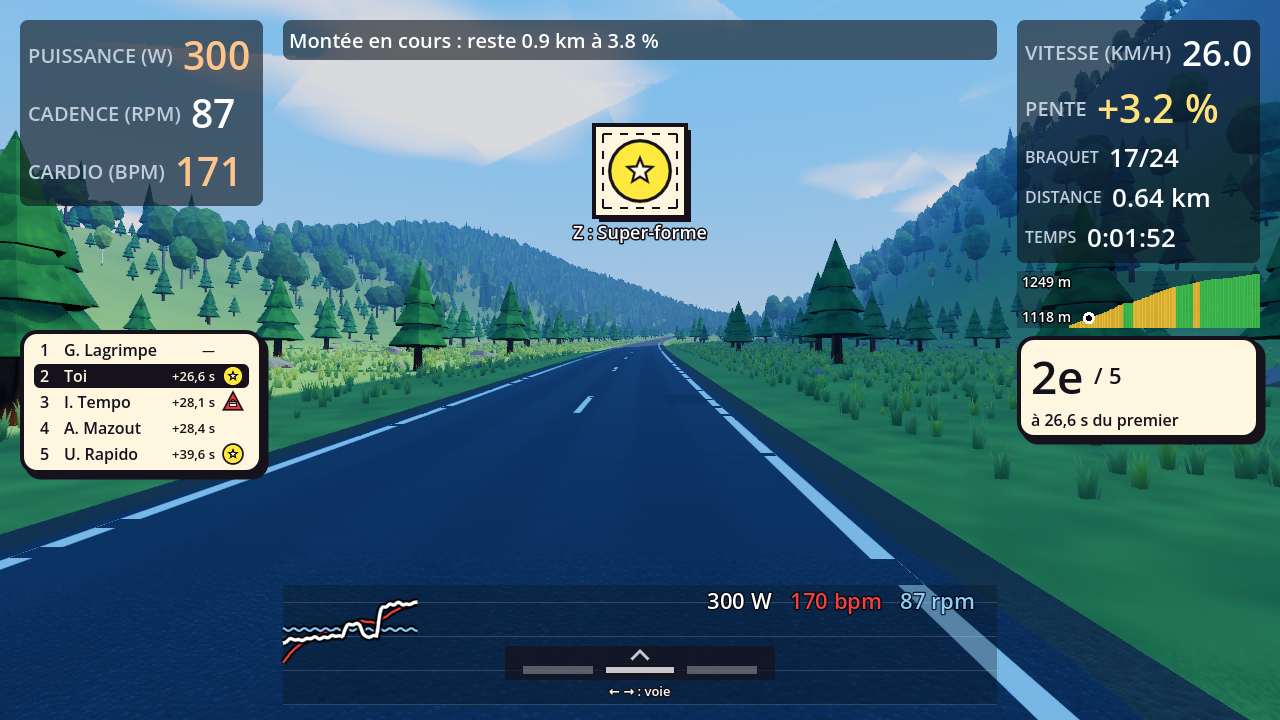 PUISSANCE (W) 300
CADENCE (RPM) 87
CARDIO (BPM) 171
Montée en cours : reste 0.9 km à 3.8 %
Z : Super-forme
VITESSE (KM/H) 26.0
PENTE +3.2 %
BRAQUET 17/24
DISTANCE 0.64 km
TEMPS 0:01:52
1249 m
1118 m
1 G. Lagrimpe —
2 Toi +26,6 s
3 I. Tempo +28,1 s
4 A. Mazout +28,4 s
5 U. Rapido +39,6 s
2e / 5
à 26,6 s du premier
300 W 170 bpm 87 rpm
← → : voie